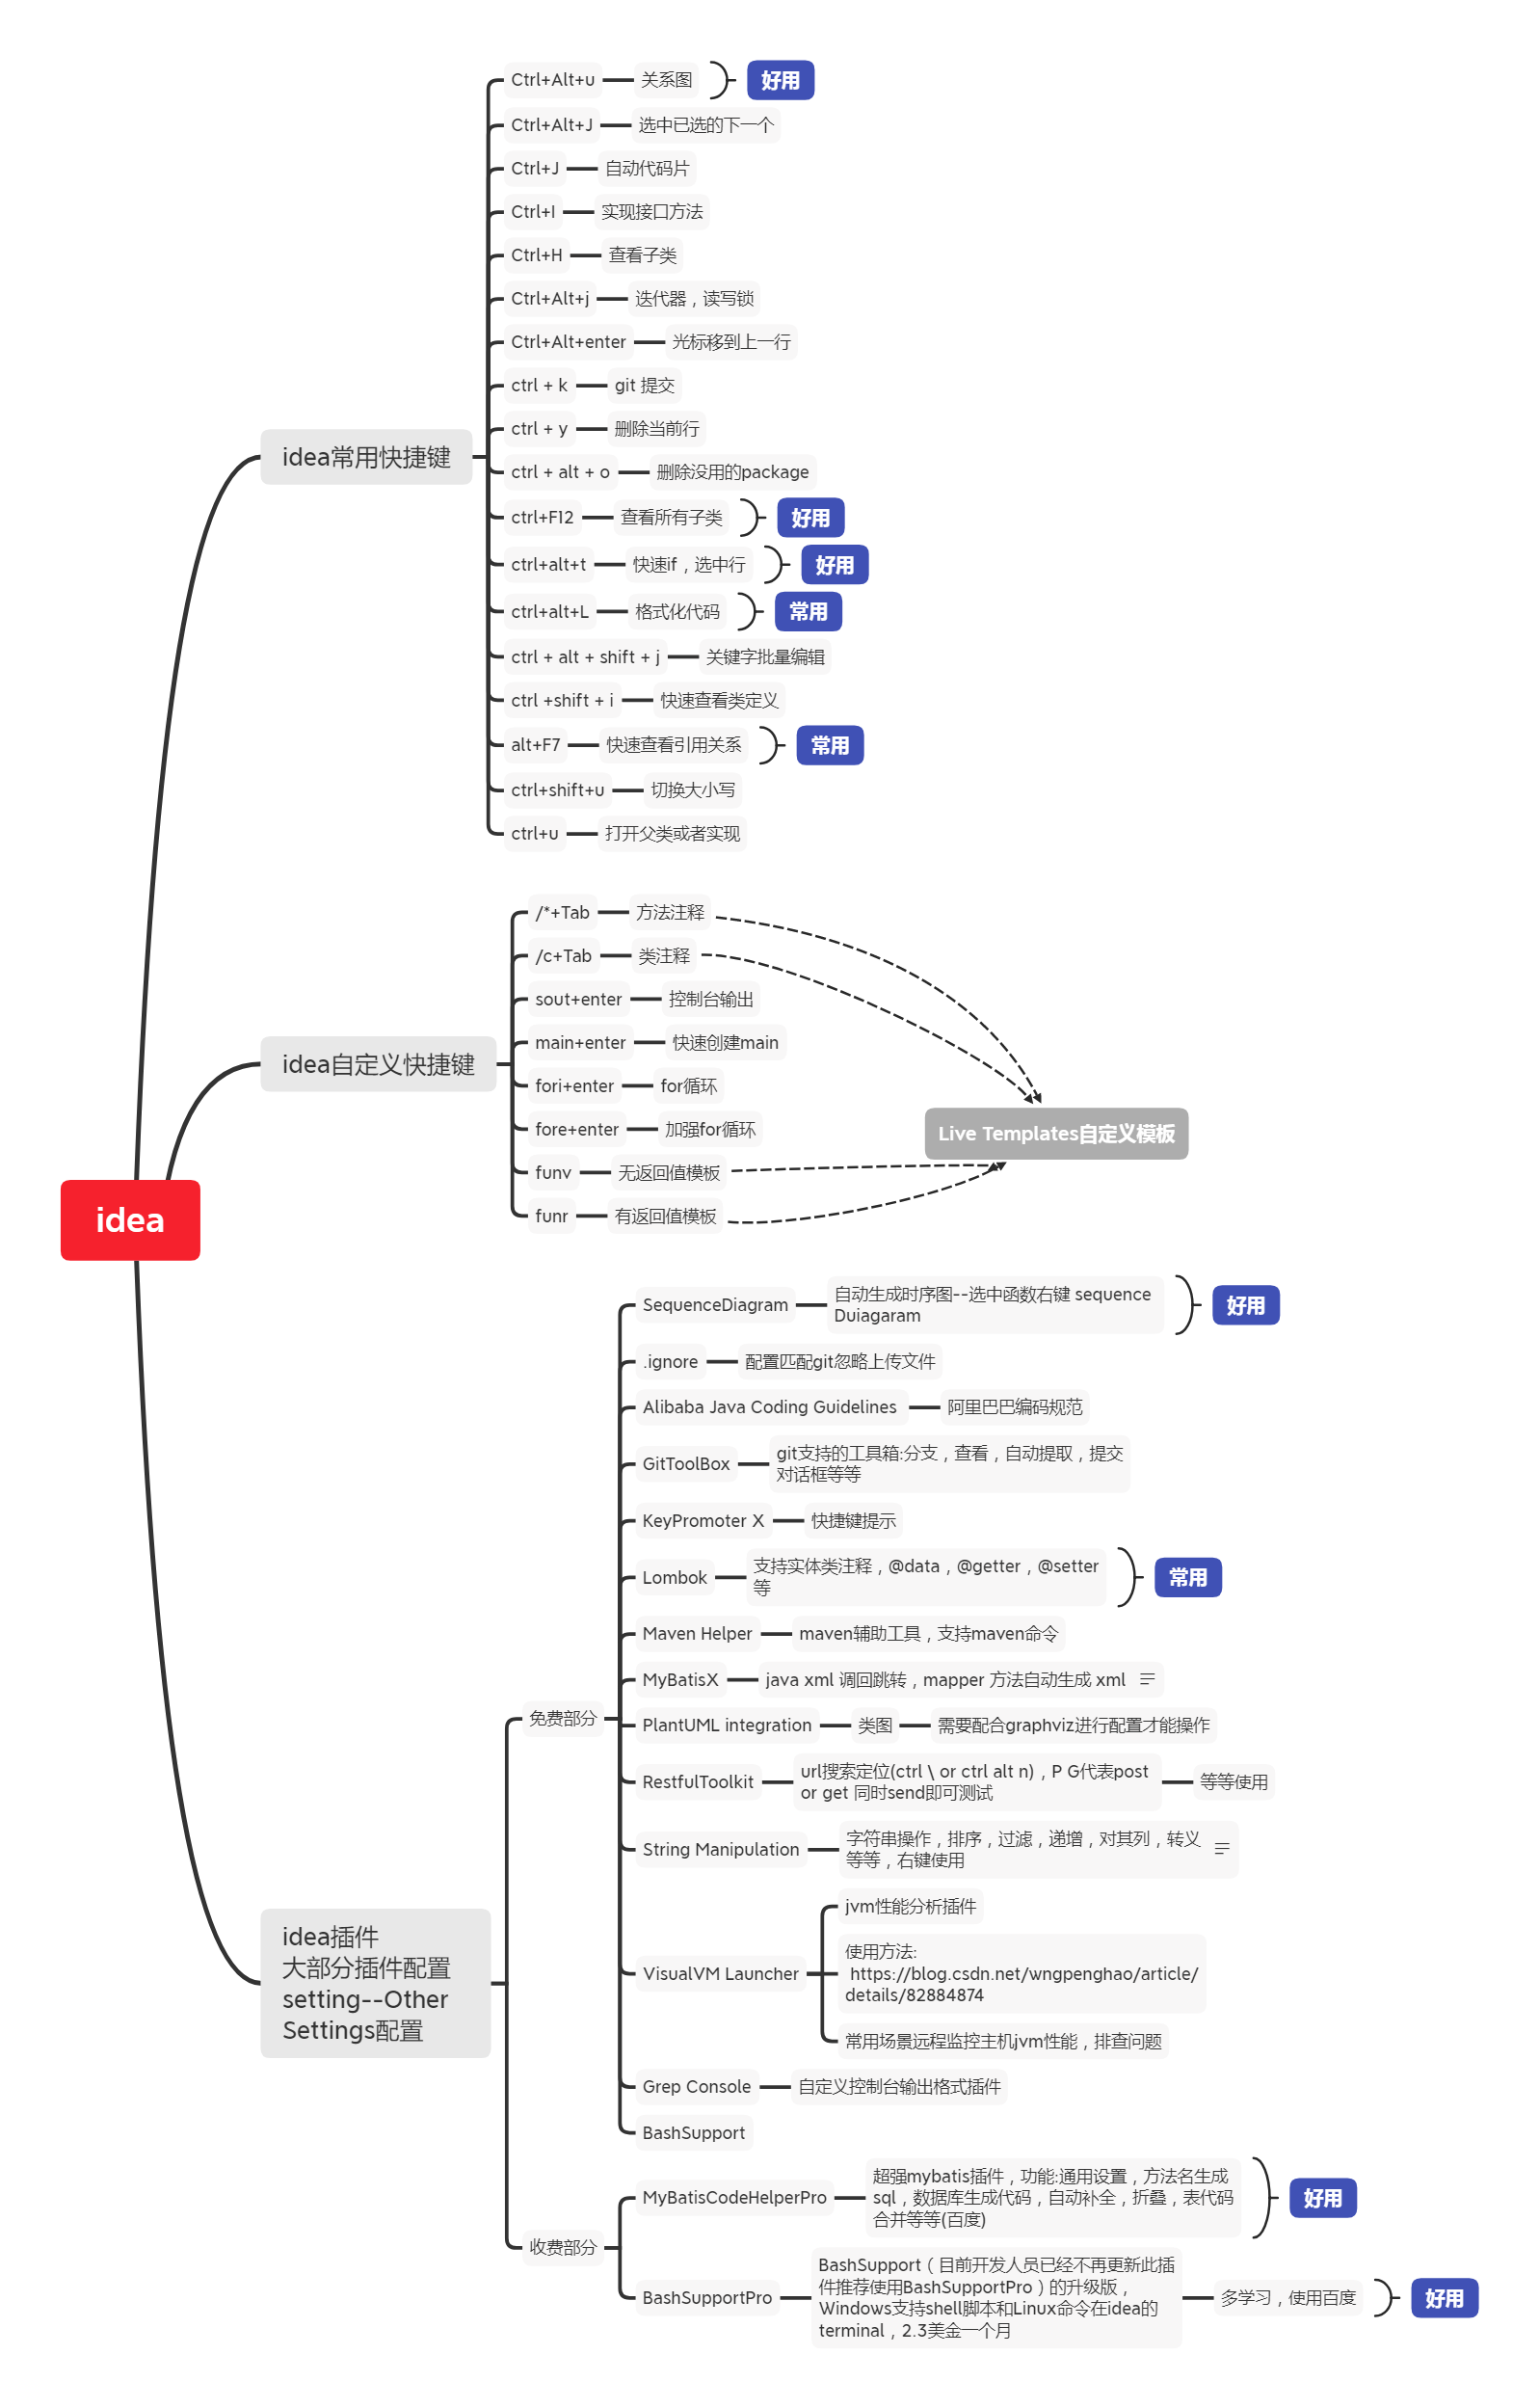 Ctrl+Alt+u
关系图
好用
Ctrl+Alt+J
选中已选的下一个
Ctrl+J
自动代码片
Ctrl+I
实现接口方法
Ctrl+H
查看子类
Ctrl+Alt+j
迭代器，读写锁
Ctrl+Alt+enter
光标移到上一行
ctrl + k
git 提交
ctrl + y
删除当前行
ctrl + alt + o
删除没用的package
ctrl+F12
查看所有子类
好用
ctrl+alt+t
快速if，选中行
好用
ctrl+alt+L
格式化代码
常用
ctrl + alt + shift + j
关键字批量编辑
ctrl +shift + i
快速查看类定义
alt+F7
快速查看引用关系
常用
ctrl+shift+u
切换大小写
ctrl+u
打开父类或者实现
idea常用快捷键
/*+Tab
方法注释
/c+Tab
类注释
sout+enter
控制台输出
main+enter
快速创建main
fori+enter
for循环
fore+enter
加强for循环
funv
无返回值模板
funr
有返回值模板
Live Templates自定义模板
idea自定义快捷键
idea
SequenceDiagram
自动生成时序图--选中函数右键 sequence
Duiagaram
好用
.ignore
配置匹配git忽略上传文件
Alibaba Java Coding Guidelines
阿里巴巴编码规范
GitToolBox
git支持的工具箱:分支，查看，自动提取，提交
对话框等等
KeyPromoter X
快捷键提示
Lombok
支持实体类注释，@data，@getter，@setter
等
常用
Maven Helper
maven辅助工具，支持maven命令
MyBatisX
java xml 调回跳转，mapper 方法自动生成 xml
免费部分
PlantUML integration
类图
需要配合graphviz进行配置才能操作
RestfulToolkit
url搜索定位(ctrl \ or ctrl alt n)，P G代表post
or get 同时send即可测试
等等使用
String Manipulation
字符串操作，排序，过滤，递增，对其列，转义
等等，右键使用
VisualVM Launcher
jvm性能分析插件
使用方法:
https://blog.csdn.net/wngpenghao/article/
details/82884874
常用场景远程监控主机jvm性能，排查问题
idea插件
大部分插件配置
setting--Other
Settings配置
Grep Console
自定义控制台输出格式插件
BashSupport
MyBatisCodeHelperPro
超强mybatis插件，功能:通用设置，方法名生成
sql，数据库生成代码，自动补全，折叠，表代码
合并等等(百度)
好用
收费部分
BashSupportPro
BashSupport（目前开发人员已经不再更新此插
件推荐使用BashSupportPro）的升级版，
Windows支持shell脚本和Linux命令在idea的
terminal，2.3美金一个月
多学习，使用百度
好用